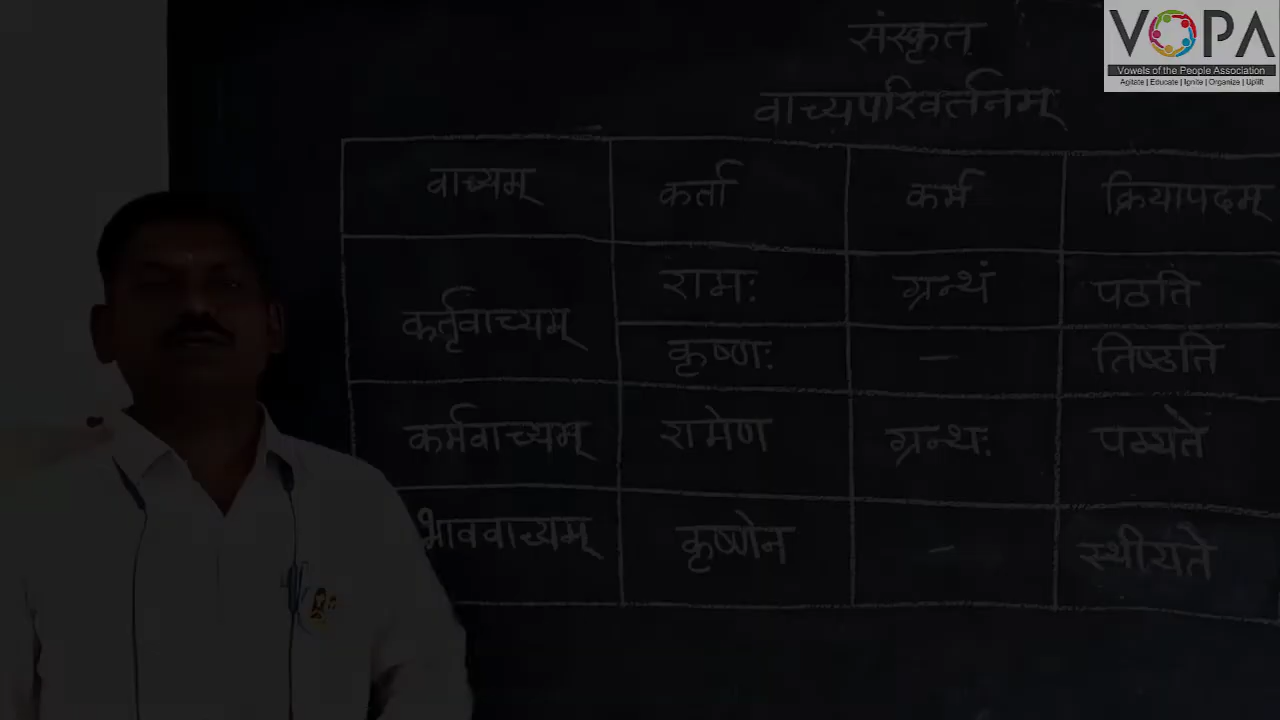 VOPA
Vowels of the People Association
Agitate | Educate | Ignite | Organize | Uplift
संस्कृत
वाच्यपरिवर्तनम्
वाच्यम् कर्ता कर्म क्रियापदम्
कर्तृवाच्यम् रामः ग्रन्थं पठति
कृष्णः - तिष्ठति
कर्मवाच्यम् रामेण ग्रन्थः पठ्यते
भाववाच्यम् कृष्णेन - स्थीयते